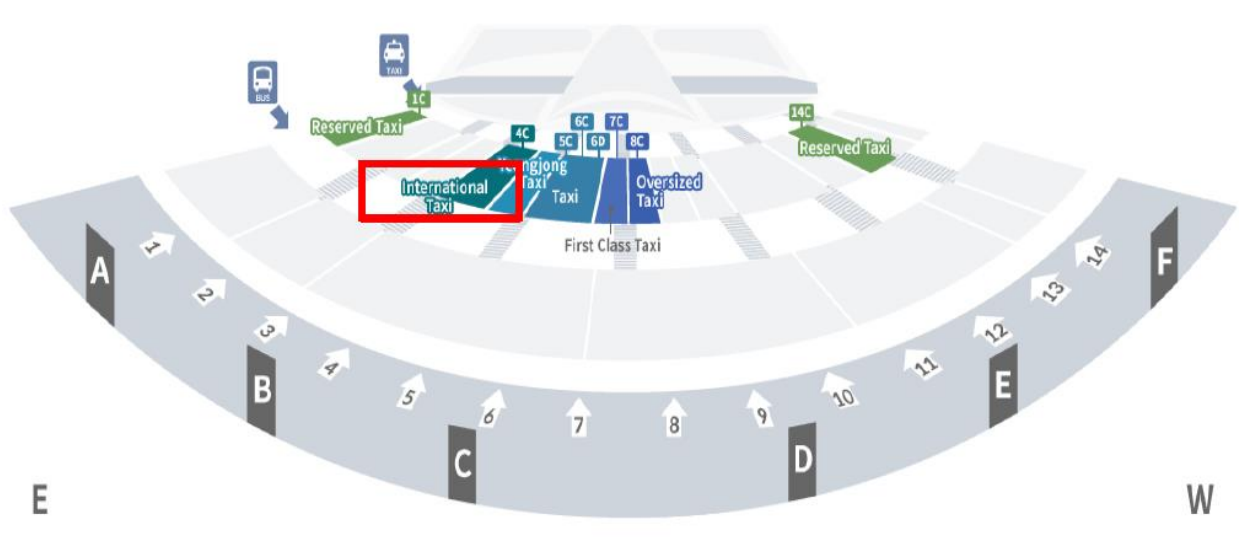 TAXI
BUS
1C
Reserved Taxi
4C
5C
6C
6D
7C
8C
14C
Reserved Taxi
International
Taxi
Taxi
Taxi
Oversized
Taxi
First Class Taxi
A
B
C
D
E
F
1
2
3
4
5
6
7
8
9
10
11
12
13
14
E
W